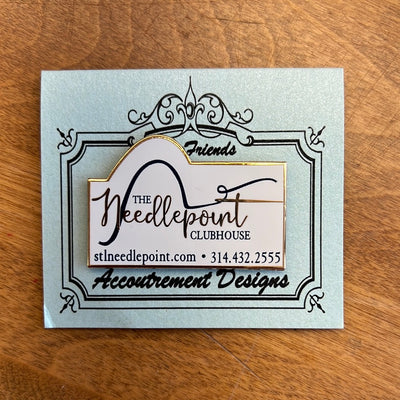 Friends
THE
Needlepoint
CLUBHOUSE
stlneedlepoint.com • 314.432.2555
Accoutrement Designs